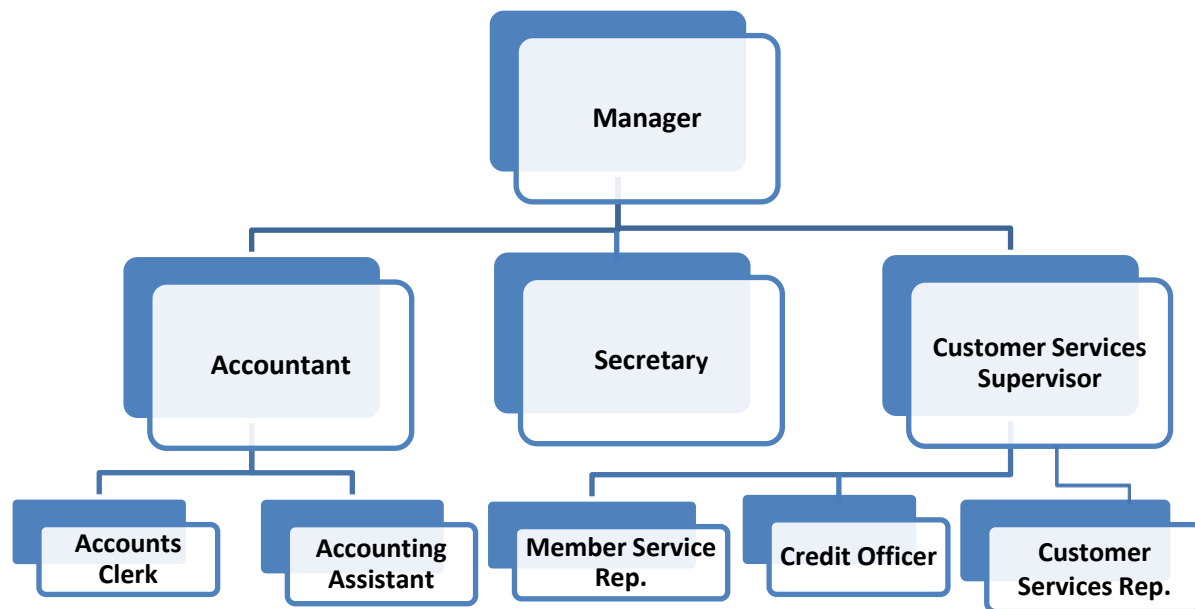 Manager
Accountant
Secretary
Customer Services
Supervisor
Accounts
Clerk
Accounting
Assistant
Member Service
Rep.
Credit Officer
Customer
Services Rep.